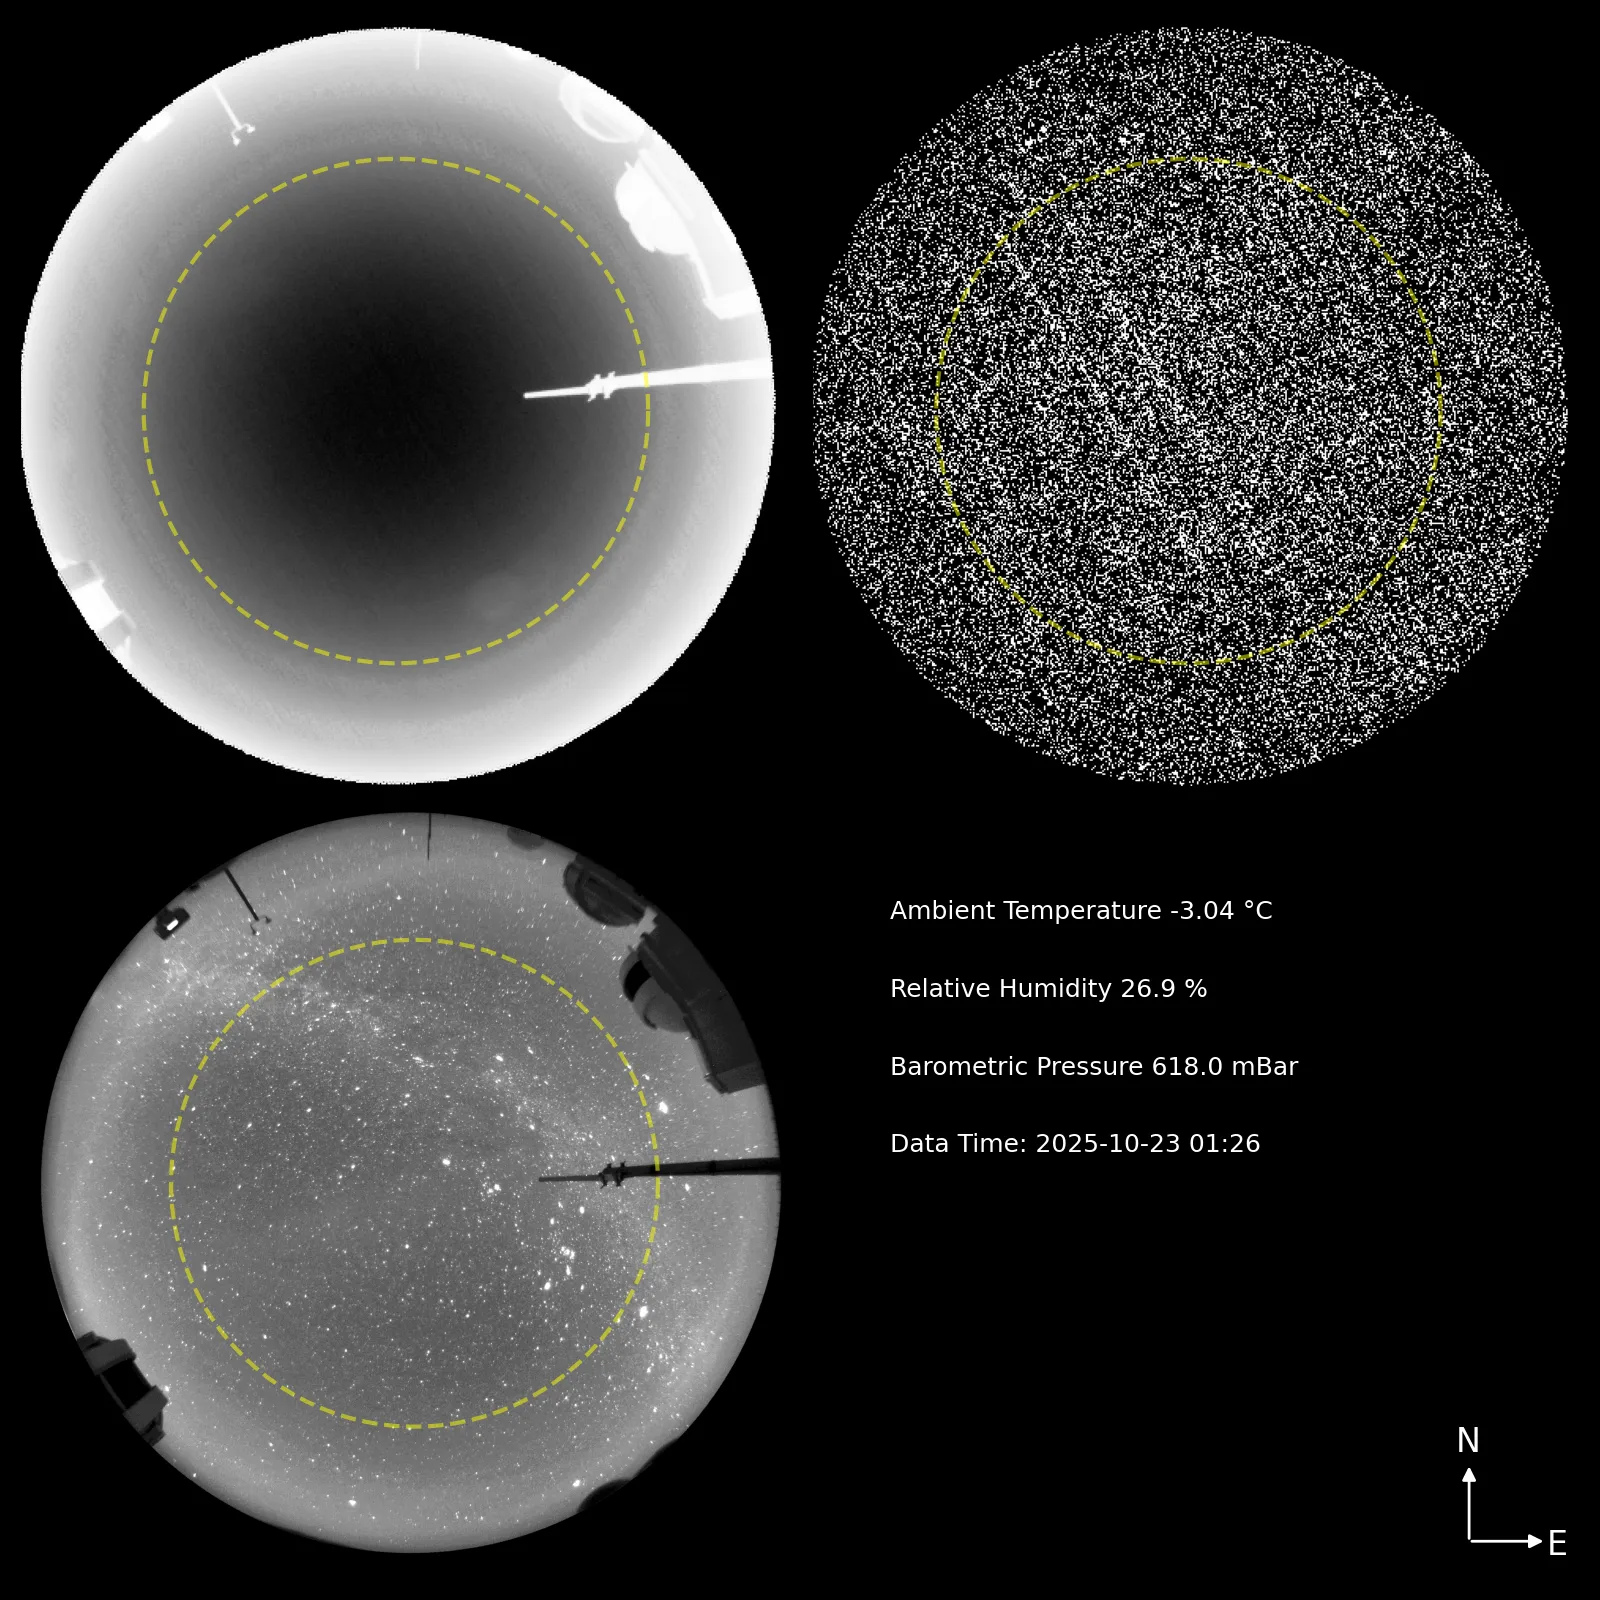 Ambient Temperature -3.04 °C
Relative Humidity 26.9 %
Barometric Pressure 618.0 mBar
Data Time: 2025-10-23 01:26
N
E